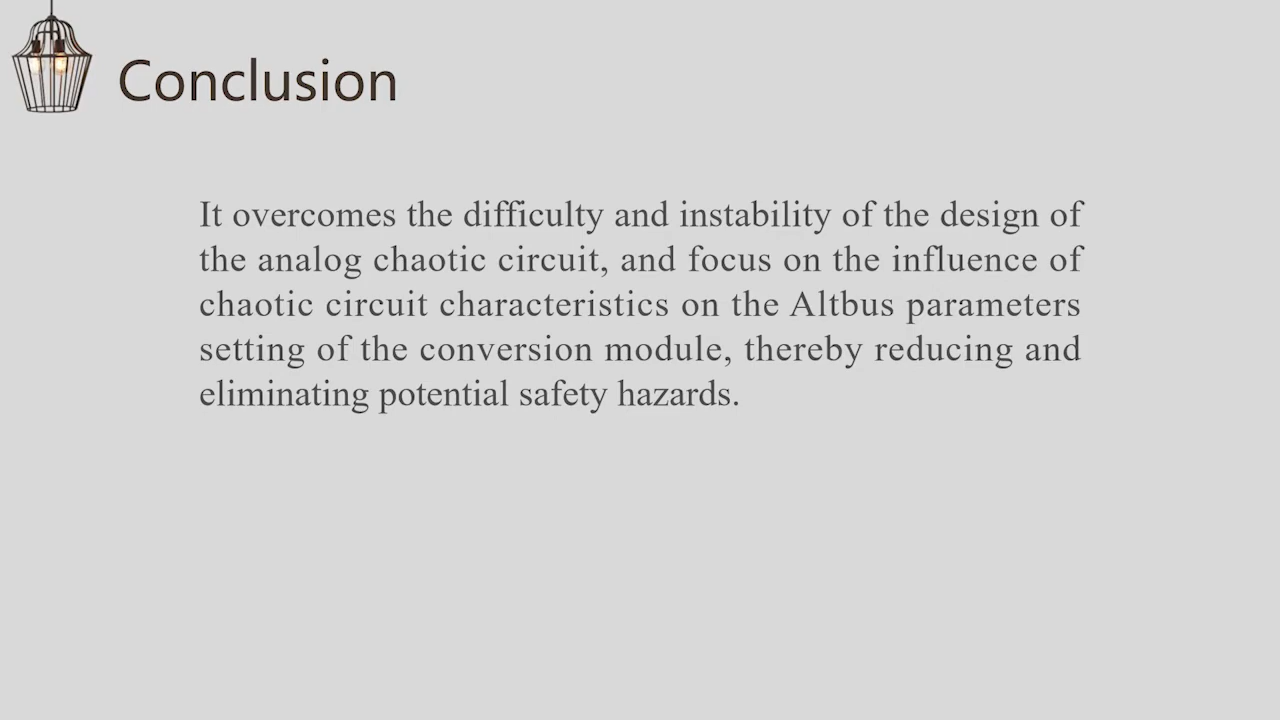 Conclusion
It overcomes the difficulty and instability of the design of
the analog chaotic circuit, and focus on the influence of
chaotic circuit characteristics on the Altbus parameters
setting of the conversion module, thereby reducing and
eliminating potential safety hazards.